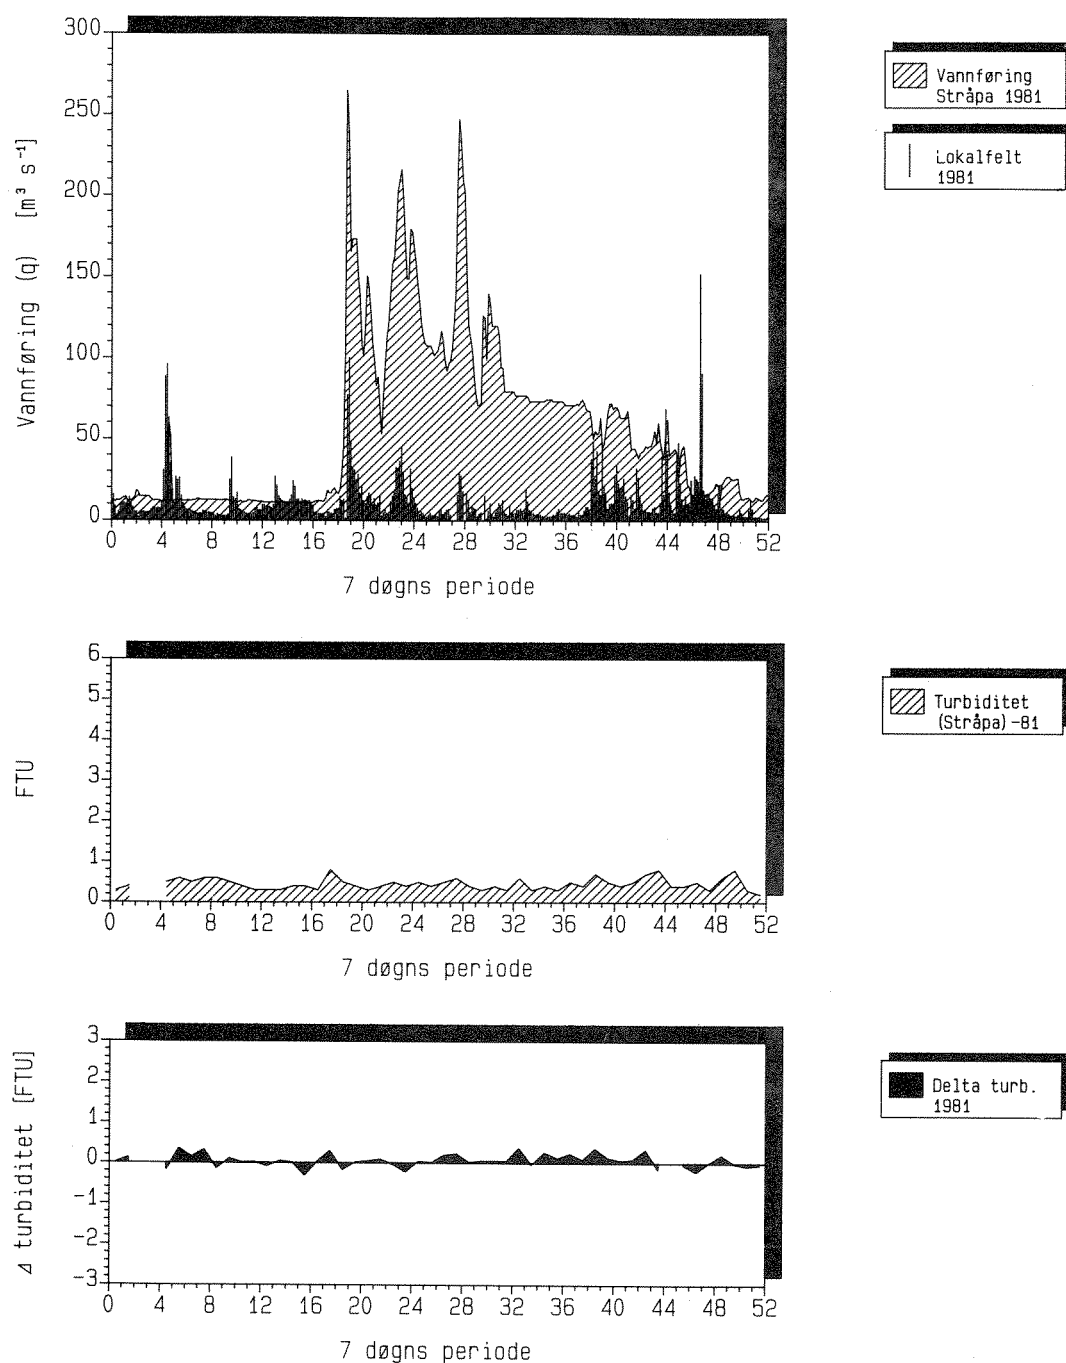 300
250
200
150
100
50
0
Vannføring (q) [m³ s⁻¹]
0 4 8 12 16 20 24 28 32 36 40 44 48 52
7 døgns periode
Vannføring
Stråpa 1981
Lokalfelt
1981
6
5
4
3
2
1
0
FTU
0 4 8 12 16 20 24 28 32 36 40 44 48 52
7 døgns periode
Turbiditet
(Stråpa)-81
3
2
1
0
-1
-2
-3
⊿ turbiditet [FTU]
0 4 8 12 16 20 24 28 32 36 40 44 48 52
7 døgns periode
Delta turb.
1981